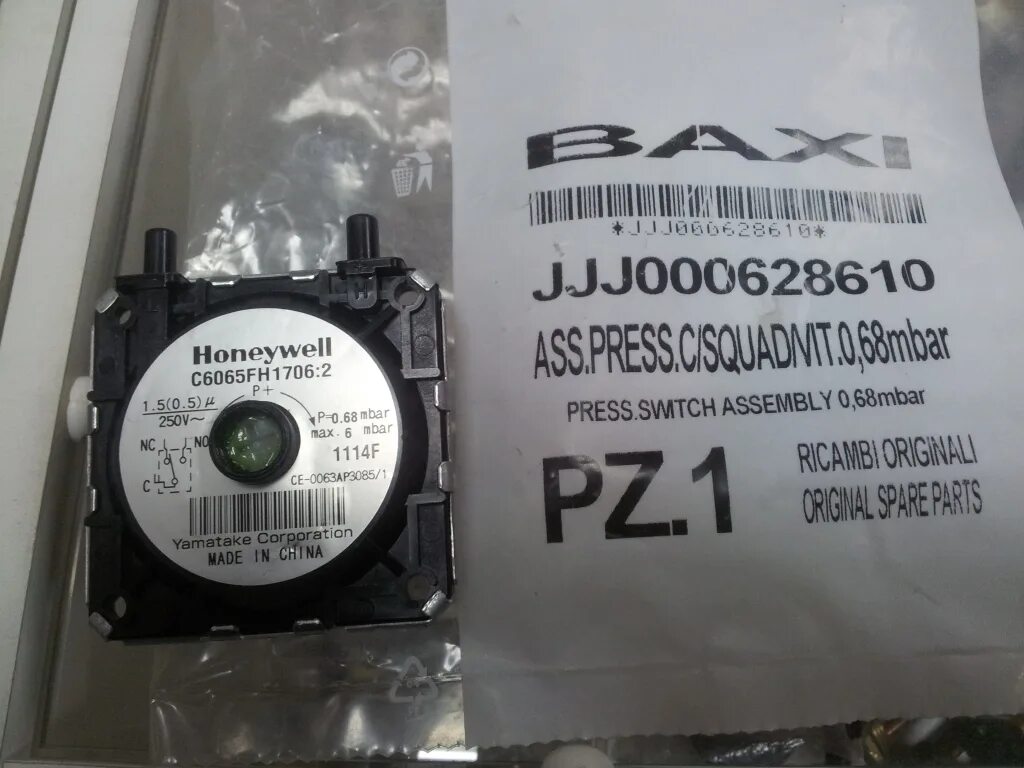 Honeywell
C6065FH1706:2
P+
1.5(0.5) µ
250V~
P=0.68 mbar
max. 6 mbar
1114F
NC NO
C
CE-0063AP3085/1
Yamatake Corporation
MADE IN CHINA
H
BAXI
*JJJ000628610*
JJJ000628610
ASS.PRESS.C/SQUAD/VIT.0,68mbar
PRESS.SWITCH ASSEMBLY 0,68mbar
PZ.1
RICAMBI ORIGINALI
ORIGINAL SPARE PARTS